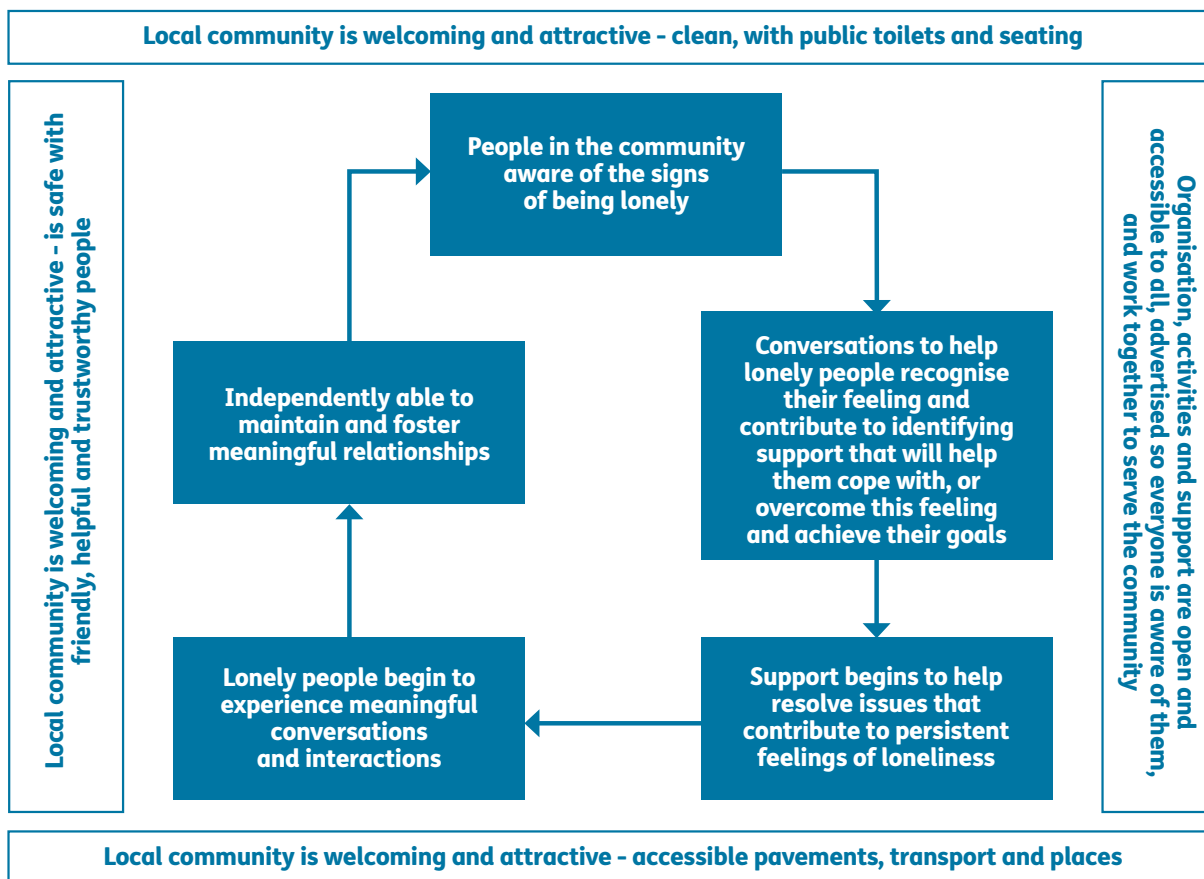 Local community is welcoming and attractive - clean, with public toilets and seating
Local community is welcoming and attractive - is safe with
friendly, helpful and trustworthy people
People in the community
aware of the signs
of being lonely
Conversations to help
lonely people recognise
their feeling and
contribute to identifying
support that will help
them cope with, or
overcome this feeling
and achieve their goals
Support begins to help
resolve issues that
contribute to persistent
feelings of loneliness
Lonely people begin to
experience meaningful
conversations
and interactions
Independently able to
maintain and foster
meaningful relationships
Organisation, activities and support are open and
accessible to all, advertised so everyone is aware of them,
and work together to serve the community
Local community is welcoming and attractive - accessible pavements, transport and places